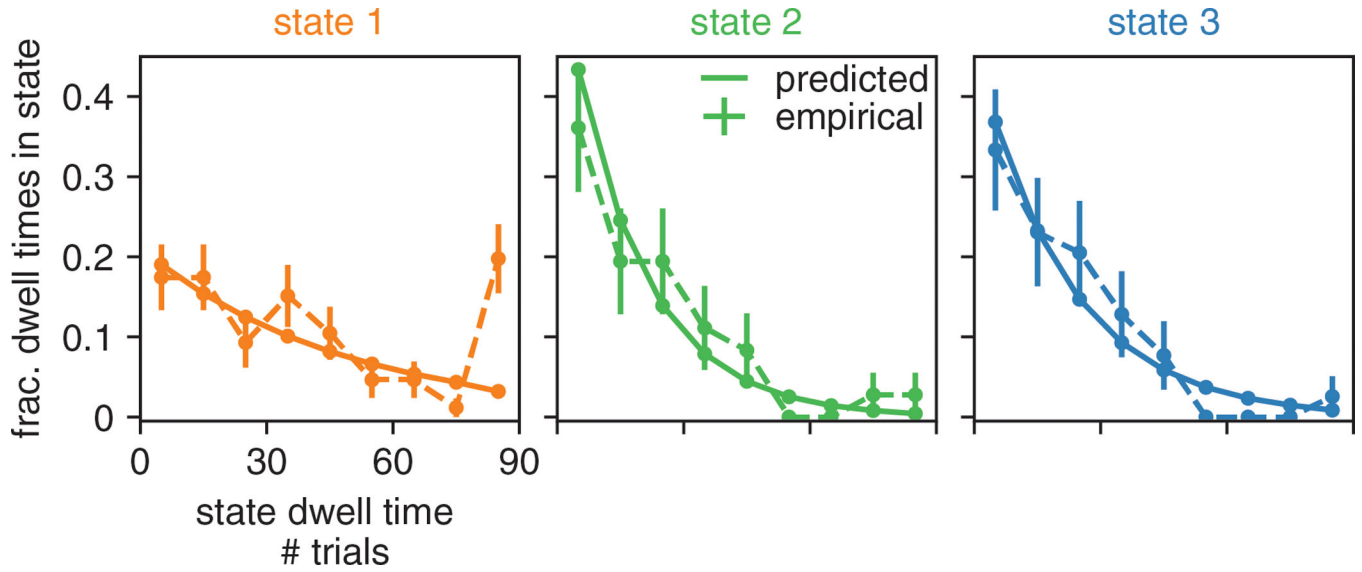 state 1
state 2
state 3
frac. dwell times in state
0.4
0.3
0.2
0.1
0
0
30
60
90
state dwell time
# trials
predicted
empirical